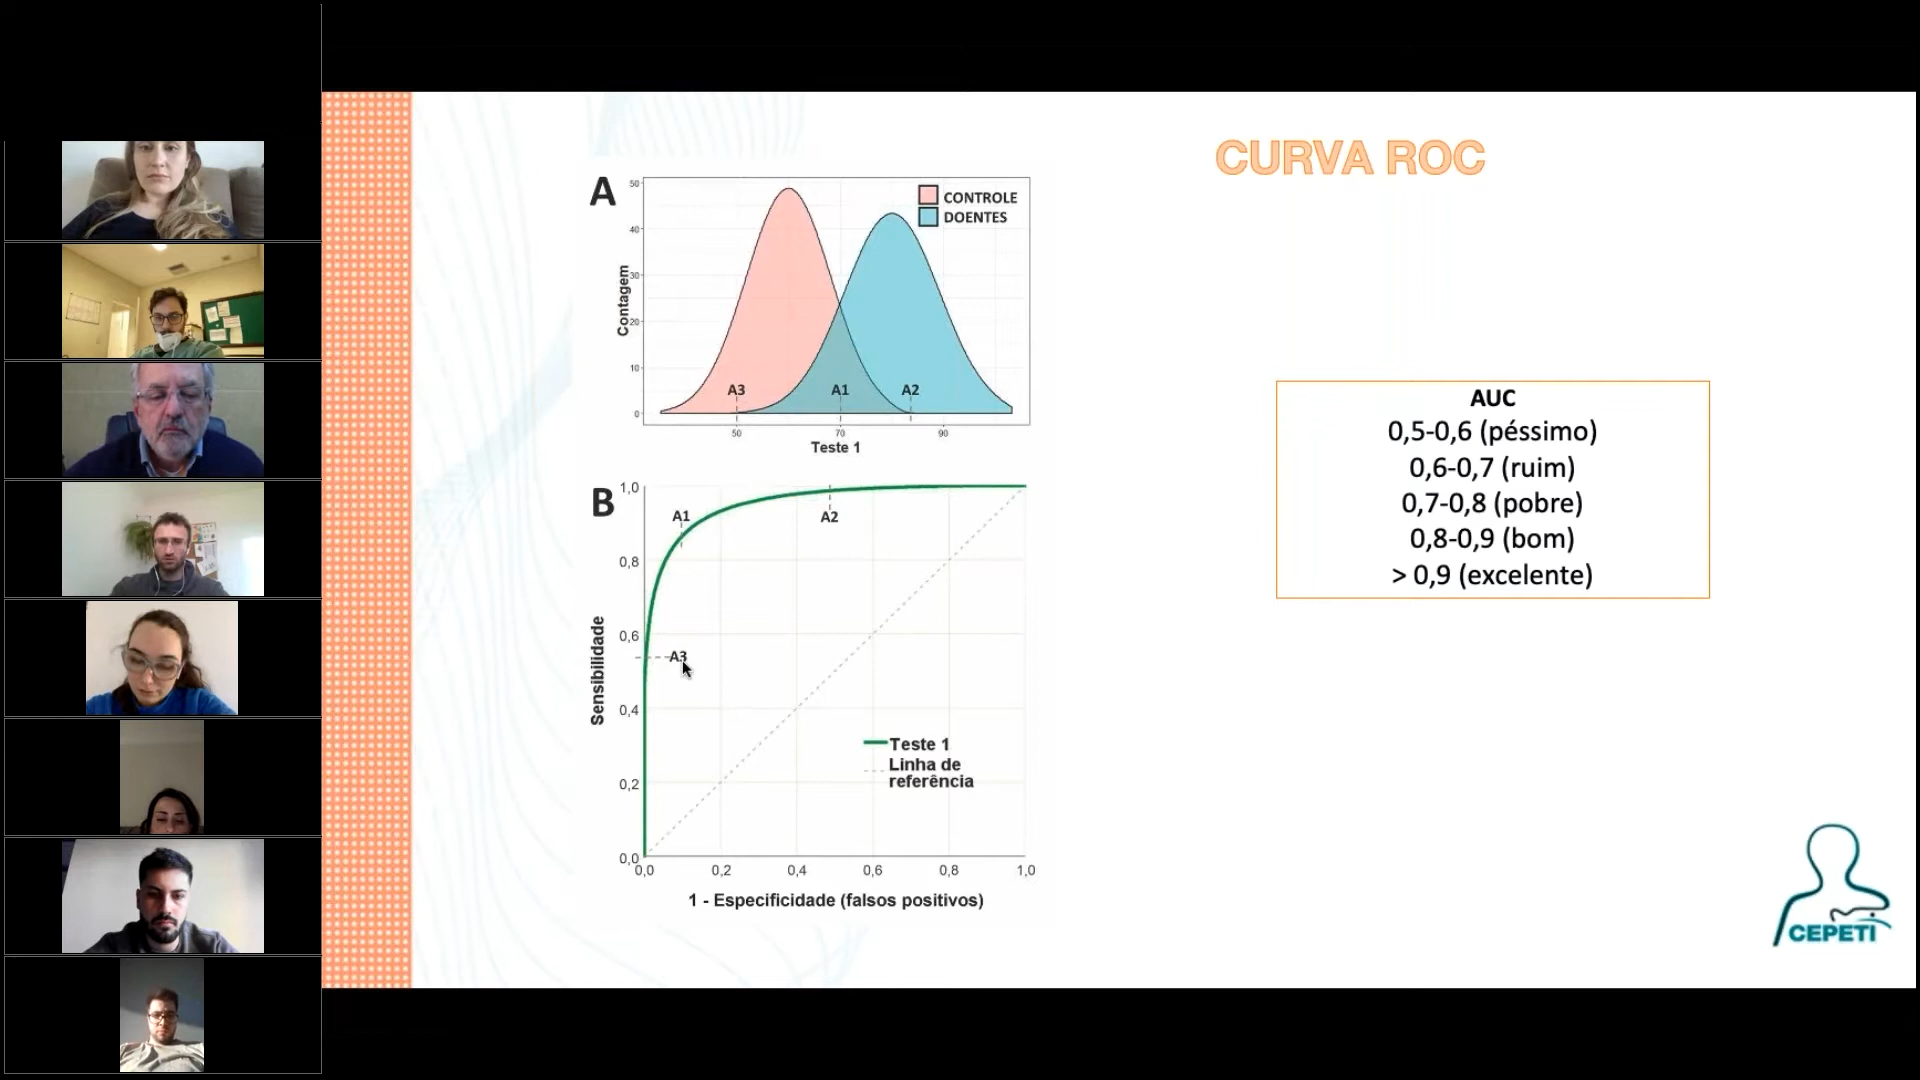 CURVA ROC
A
50
40
30
20
10
0
Contagem
CONTROLE
DOENTES
A3
A1
A2
50
70
90
Teste 1
B
1,0
0,8
0,6
0,4
0,2
0,0
Sensibilidade
A1
A2
A3
Teste 1
Linha de
referência
0,0
0,2
0,4
0,6
0,8
1,0
1 - Especificidade (falsos positivos)
AUC
0,5-0,6 (péssimo)
0,6-0,7 (ruim)
0,7-0,8 (pobre)
0,8-0,9 (bom)
> 0,9 (excelente)
CEPETI